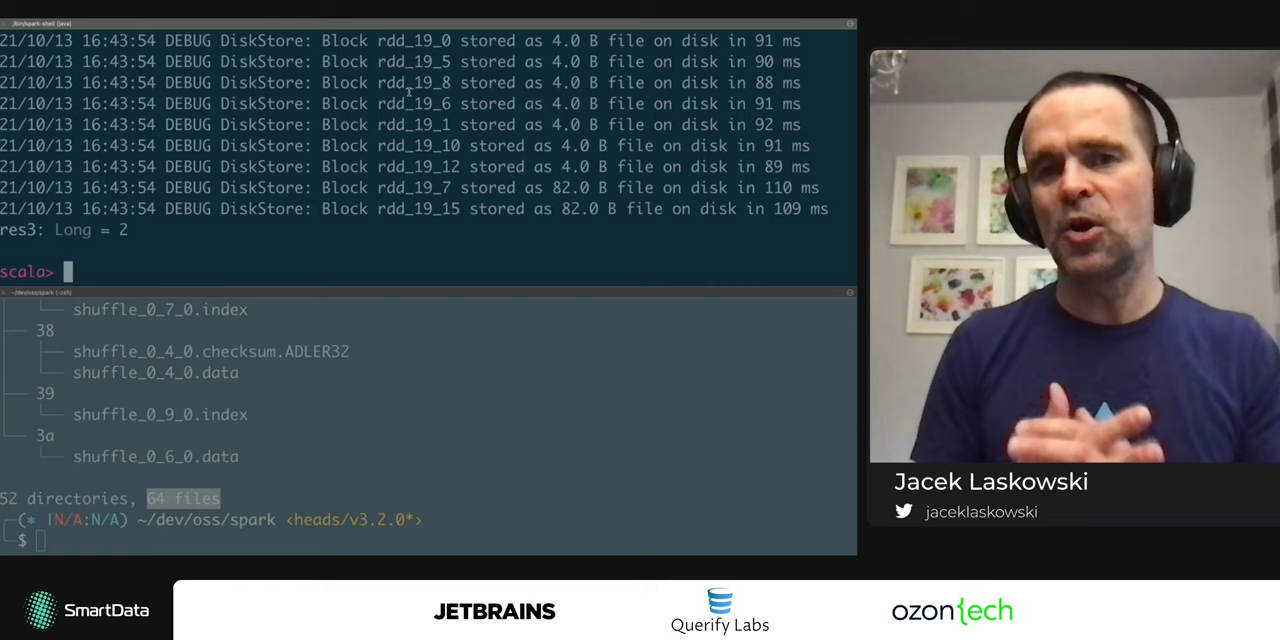 ./bin/spark-shell (java)
21/10/13 16:43:54 DEBUG DiskStore: Block rdd_19_0 stored as 4.0 B file on disk in 91 ms
21/10/13 16:43:54 DEBUG DiskStore: Block rdd_19_5 stored as 4.0 B file on disk in 90 ms
21/10/13 16:43:54 DEBUG DiskStore: Block rdd_19_8 stored as 4.0 B file on disk in 88 ms
21/10/13 16:43:54 DEBUG DiskStore: Block rdd_19_6 stored as 4.0 B file on disk in 91 ms
21/10/13 16:43:54 DEBUG DiskStore: Block rdd_19_1 stored as 4.0 B file on disk in 92 ms
21/10/13 16:43:54 DEBUG DiskStore: Block rdd_19_10 stored as 4.0 B file on disk in 91 ms
21/10/13 16:43:54 DEBUG DiskStore: Block rdd_19_12 stored as 4.0 B file on disk in 89 ms
21/10/13 16:43:54 DEBUG DiskStore: Block rdd_19_7 stored as 82.0 B file on disk in 110 ms
21/10/13 16:43:54 DEBUG DiskStore: Block rdd_19_15 stored as 82.0 B file on disk in 109 ms
res3: Long = 2
scala>
~/dev/oss/spark (-zsh)
shuffle_0_7_0.index
38
shuffle_0_4_0.checksum.ADLER32
shuffle_0_4_0.data
39
shuffle_0_9_0.index
3a
shuffle_0_6_0.data
52 directories, 64 files
(* |N/A:N/A) ~/dev/oss/spark <heads/v3.2.0*>
$
Jacek Laskowski
jaceklaskowski
SmartData
JETBRAINS
Querify Labs
ozon{tech